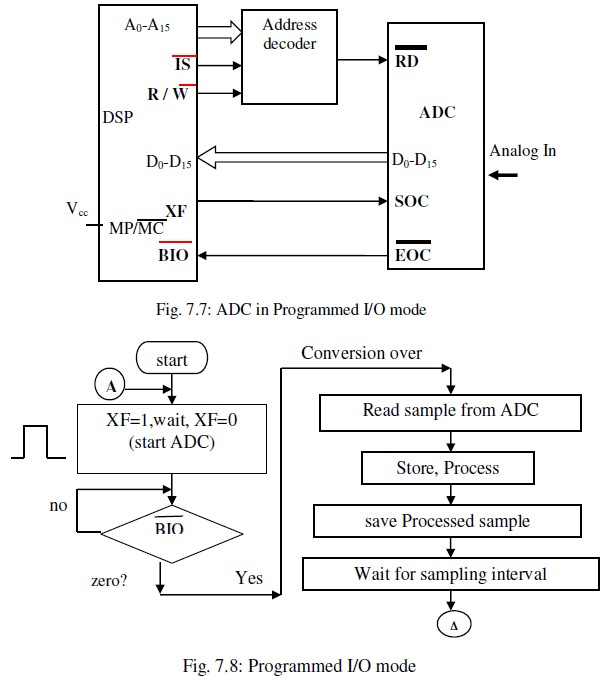 A₀-A₁₅
Address
decoder
IS
RD
R / W
ADC
DSP
D₀-D₁₅
D₀-D₁₅
Analog In
XF
SOC
Vcc
MP/MC
BIO
EOC
Fig. 7.7: ADC in Programmed I/O mode
start
Conversion over
A
XF=1,wait, XF=0
(start ADC)
Read sample from ADC
Store, Process
no
BIO
save Processed sample
zero?
Yes
Wait for sampling interval
A
Fig. 7.8: Programmed I/O mode